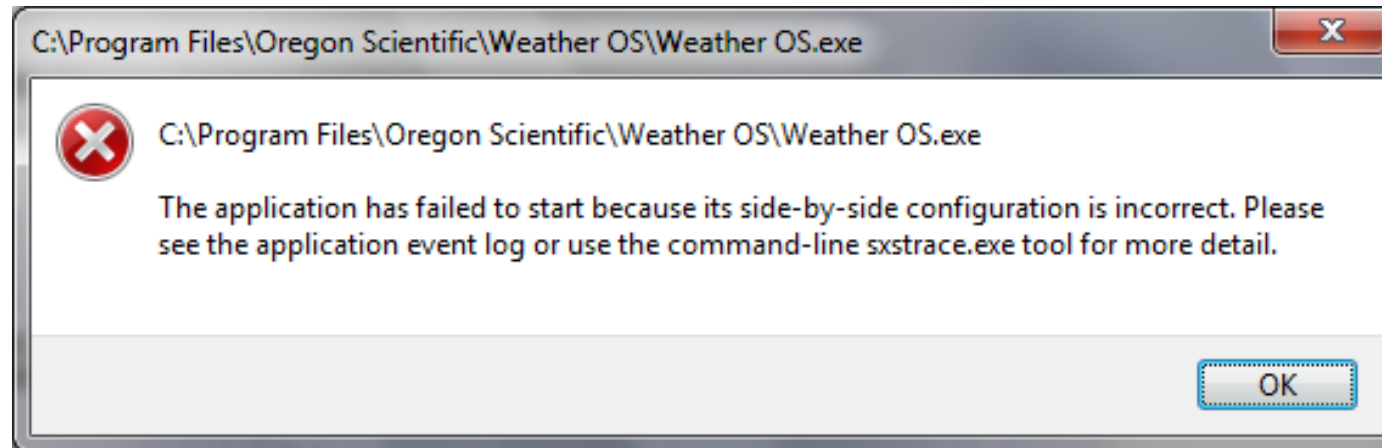 C:\Program Files\Oregon Scientific\Weather OS\Weather OS.exe
C:\Program Files\Oregon Scientific\Weather OS\Weather OS.exe
The application has failed to start because its side-by-side configuration is incorrect. Please
see the application event log or use the command-line sxstrace.exe tool for more detail.
OK